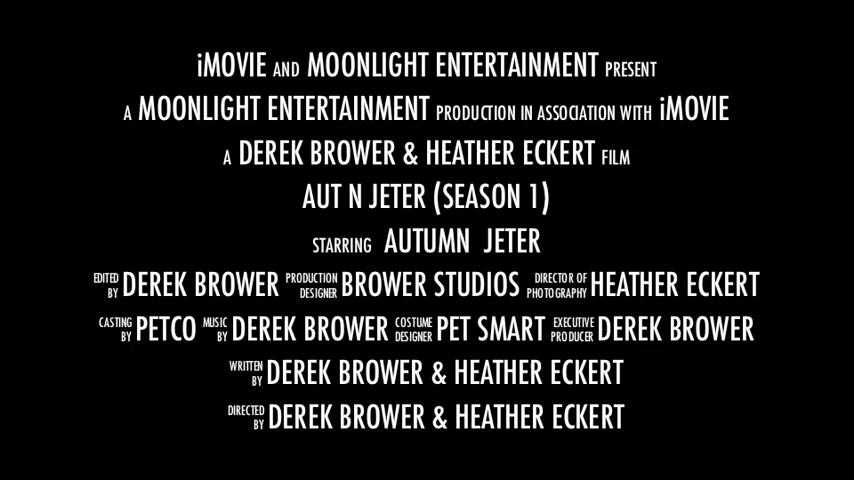 iMOVIE AND MOONLIGHT ENTERTAINMENT PRESENT
A MOONLIGHT ENTERTAINMENT PRODUCTION IN ASSOCIATION WITH iMOVIE
A DEREK BROWER & HEATHER ECKERT FILM
AUT N JETER (SEASON 1)
STARRING AUTUMN JETER
EDITED BY DEREK BROWER PRODUCTION DESIGNER BROWER STUDIOS DIRECTOR OF PHOTOGRAPHY HEATHER ECKERT
CASTING BY PETCO MUSIC BY DEREK BROWER COSTUME DESIGNER PET SMART EXECUTIVE PRODUCER DEREK BROWER
WRITTEN BY DEREK BROWER & HEATHER ECKERT
DIRECTED BY DEREK BROWER & HEATHER ECKERT